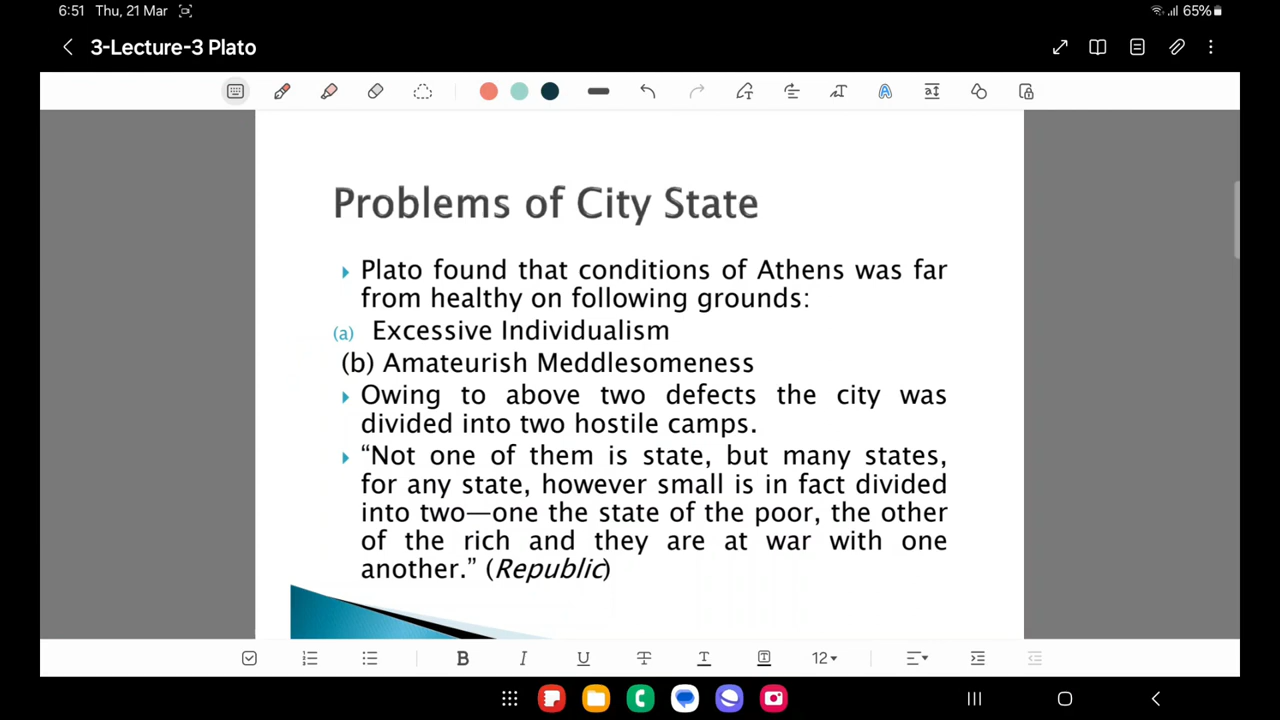 6:51 Thu, 21 Mar 65%
3-Lecture-3 Plato
A a
Problems of City State
Plato found that conditions of Athens was far
from healthy on following grounds:
(a) Excessive Individualism
(b) Amateurish Meddlesomeness
Owing to above two defects the city was
divided into two hostile camps.
“Not one of them is state, but many states,
for any state, however small is in fact divided
into two—one the state of the poor, the other
of the rich and they are at war with one
another.” (Republic)
B I U T T T 12